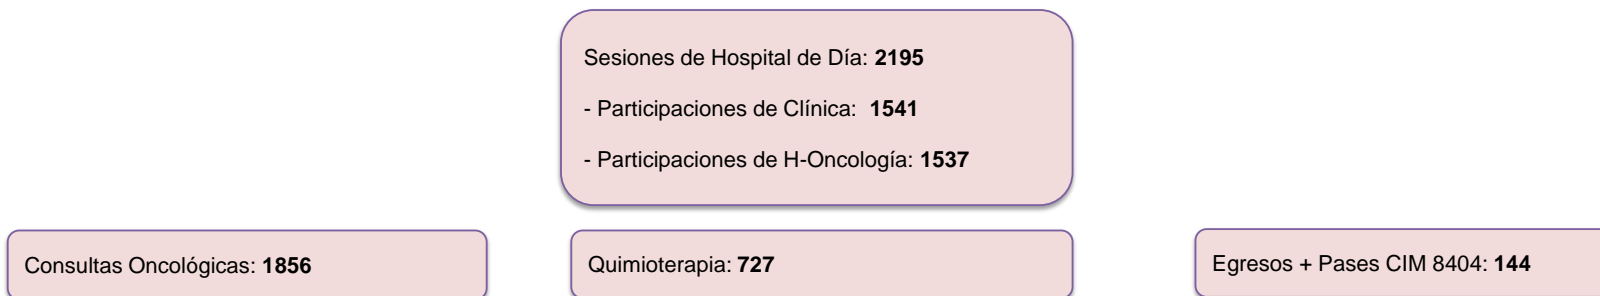 Sesiones de Hospital de Día: 2195
- Participaciones de Clínica: 1541
- Participaciones de H-Oncología: 1537
Consultas Oncológicas: 1856
Quimioterapia: 727
Egresos + Pases CIM 8404: 144